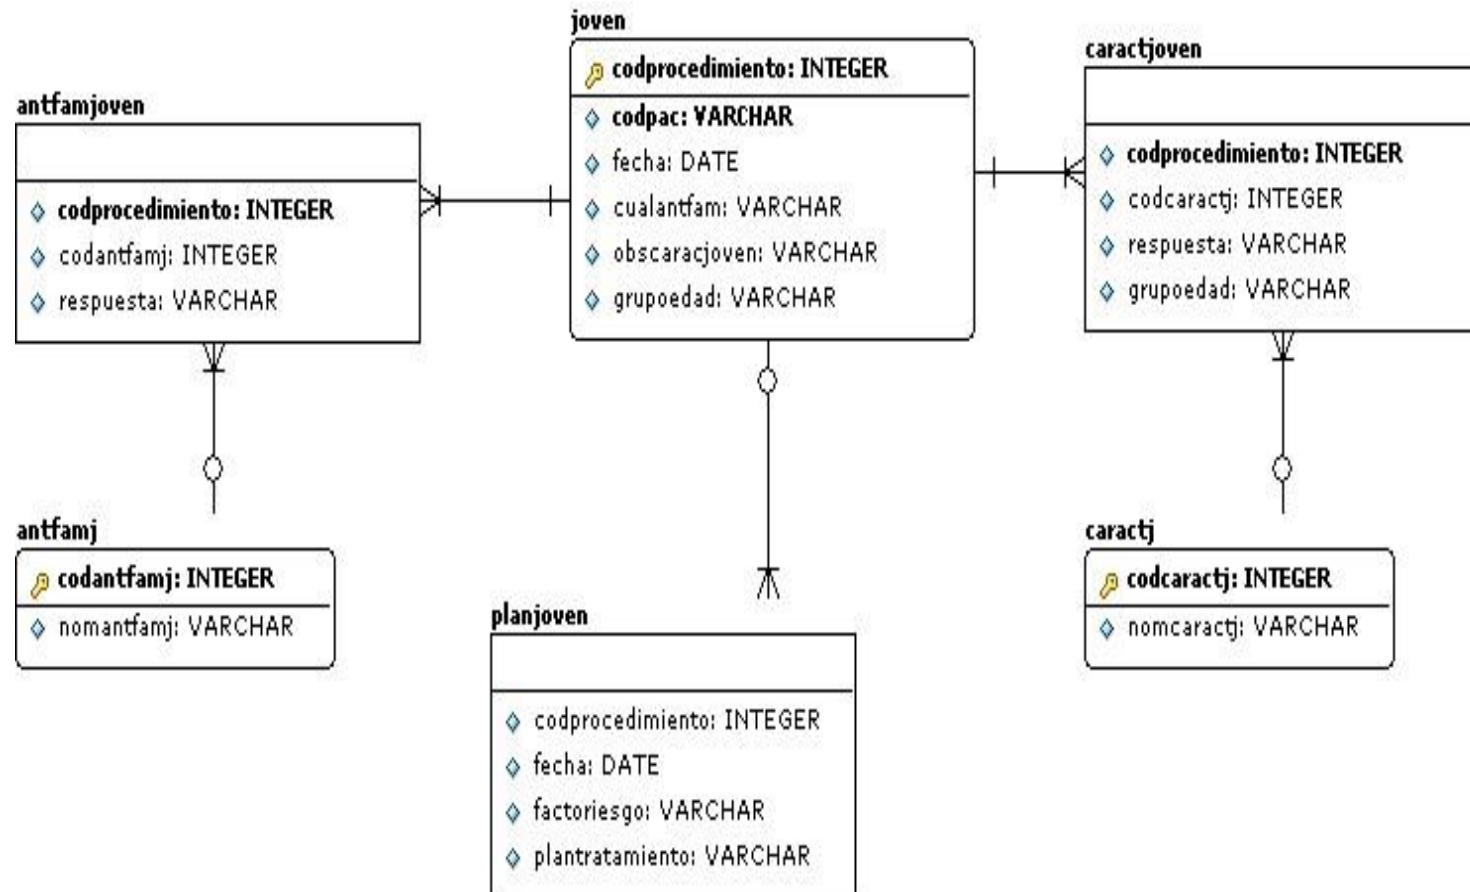 joven
codprocedimiento: INTEGER
codpac: VARCHAR
fecha: DATE
cualantfam: VARCHAR
obscaracjoven: VARCHAR
grupoedad: VARCHAR
antfamjoven
codprocedimiento: INTEGER
codantfamj: INTEGER
respuesta: VARCHAR
caractjoven
codprocedimiento: INTEGER
codcaractj: INTEGER
respuesta: VARCHAR
grupoedad: VARCHAR
antfamj
codantfamj: INTEGER
nomantfamj: VARCHAR
caractj
codcaractj: INTEGER
nomcaractj: VARCHAR
planjoven
codprocedimiento: INTEGER
fecha: DATE
factoriesgo: VARCHAR
plantratamiento: VARCHAR